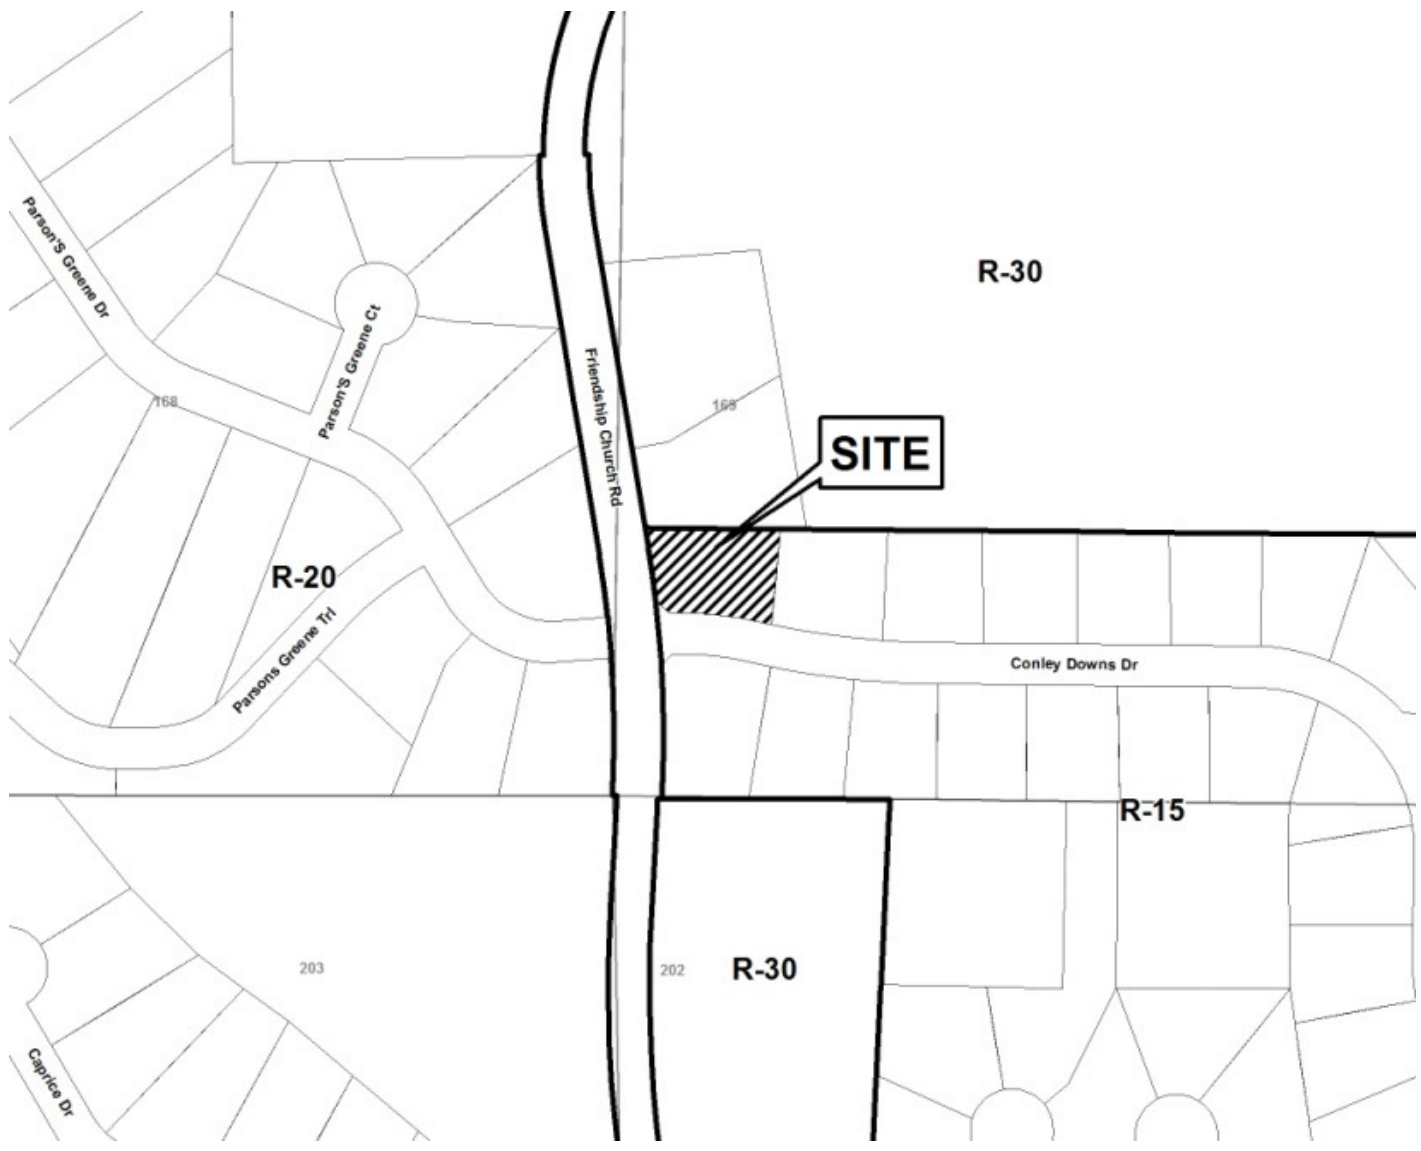 Parson'S Greene Dr
R-30
Parson'S Greene Ct
Friendship Church Rd
168
169
SITE
R-20
Parsons Greene Trl
Conley Downs Dr
R-15
203
202
R-30
Caprice Dr